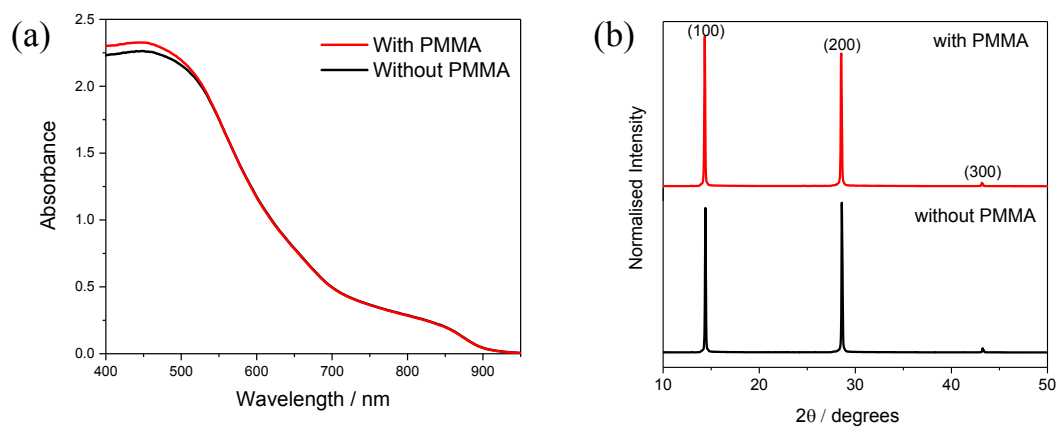 (a)
2.5
2.0
1.5
1.0
0.5
0.0
Absorbance
With PMMA
Without PMMA
400 500 600 700 800 900
Wavelength / nm
(b)
Normalised Intensity
(100)
(200)
with PMMA
(300)
without PMMA
10 20 30 40 50
2θ / degrees